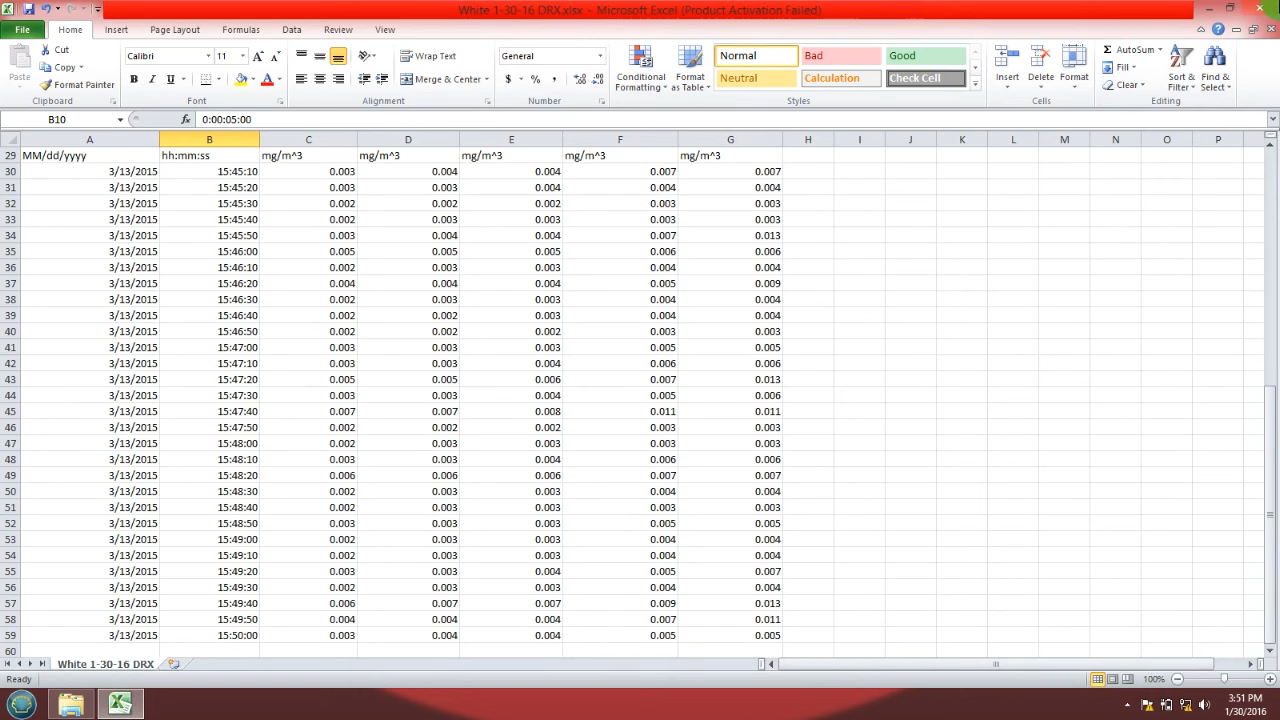 White 1-30-16 DRX.xlsx - Microsoft Excel (Product Activation Failed)
File Home Insert Page Layout Formulas Data Review View
Paste Cut Copy Format Painter Clipboard
Calibri 11 A A B I U A Font
Wrap Text Merge & Center Alignment
General $ % , Number
Conditional Formatting Format as Table Normal Bad Good Neutral Calculation Check Cell Styles
Insert Delete Format Cells
Σ AutoSum Fill Clear Sort & Filter Find & Select Editing
B10 fx 0:00:05:00
A B C D E F G H I J K L M N O P
29 MM/dd/yyyy hh:mm:ss mg/m^3 mg/m^3 mg/m^3 mg/m^3 mg/m^3
30 3/13/2015 15:45:10 0.003 0.004 0.004 0.007 0.007
31 3/13/2015 15:45:20 0.003 0.003 0.004 0.004 0.004
32 3/13/2015 15:45:30 0.002 0.002 0.002 0.003 0.003
33 3/13/2015 15:45:40 0.002 0.003 0.003 0.003 0.003
34 3/13/2015 15:45:50 0.003 0.004 0.004 0.007 0.013
35 3/13/2015 15:46:00 0.005 0.005 0.005 0.006 0.006
36 3/13/2015 15:46:10 0.002 0.003 0.003 0.004 0.004
37 3/13/2015 15:46:20 0.004 0.004 0.004 0.005 0.009
38 3/13/2015 15:46:30 0.002 0.003 0.003 0.004 0.004
39 3/13/2015 15:46:40 0.002 0.002 0.003 0.004 0.004
40 3/13/2015 15:46:50 0.002 0.002 0.002 0.003 0.003
41 3/13/2015 15:47:00 0.003 0.003 0.003 0.005 0.005
42 3/13/2015 15:47:10 0.003 0.003 0.004 0.006 0.006
43 3/13/2015 15:47:20 0.005 0.005 0.006 0.007 0.013
44 3/13/2015 15:47:30 0.003 0.003 0.004 0.005 0.006
45 3/13/2015 15:47:40 0.007 0.007 0.008 0.011 0.011
46 3/13/2015 15:47:50 0.002 0.002 0.002 0.003 0.003
47 3/13/2015 15:48:00 0.002 0.003 0.003 0.003 0.003
48 3/13/2015 15:48:10 0.003 0.003 0.004 0.006 0.006
49 3/13/2015 15:48:20 0.006 0.006 0.006 0.007 0.007
50 3/13/2015 15:48:30 0.002 0.003 0.003 0.004 0.004
51 3/13/2015 15:48:40 0.002 0.003 0.003 0.003 0.003
52 3/13/2015 15:48:50 0.003 0.003 0.003 0.005 0.005
53 3/13/2015 15:49:00 0.002 0.003 0.003 0.004 0.004
54 3/13/2015 15:49:10 0.002 0.003 0.003 0.004 0.004
55 3/13/2015 15:49:20 0.003 0.003 0.004 0.005 0.007
56 3/13/2015 15:49:30 0.002 0.003 0.003 0.004 0.004
57 3/13/2015 15:49:40 0.006 0.007 0.007 0.009 0.013
58 3/13/2015 15:49:50 0.004 0.004 0.004 0.007 0.011
59 3/13/2015 15:50:00 0.003 0.004 0.004 0.005 0.005
60
White 1-30-16 DRX
Ready 100%
3:51 PM
1/30/2016